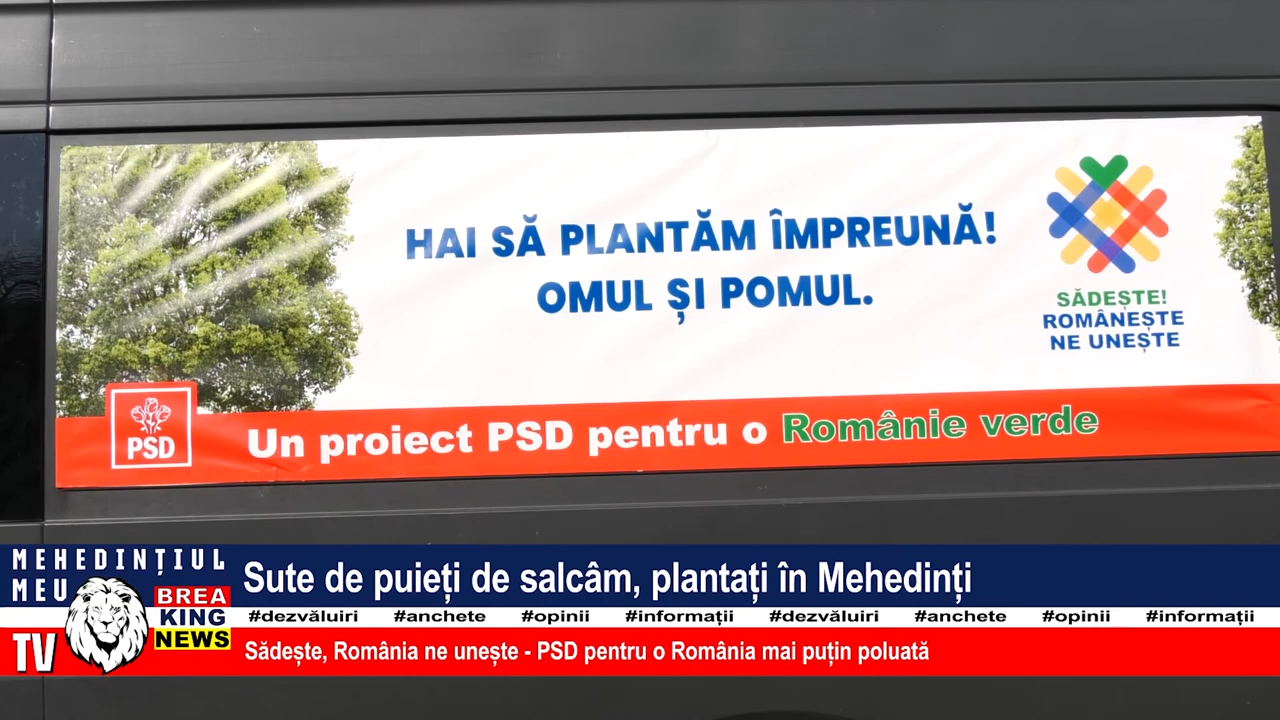 HAI SĂ PLANTĂM ÎMPREUNĂ!
OMUL ȘI POMUL.
SĂDEȘTE!
ROMÂNEȘTE
NE UNEȘTE
PSD
Un proiect PSD pentru o Românie verde
MEHEDINȚIUL
MEU
TV
BREA
KING
NEWS
Sute de puieți de salcâm, plantați în Mehedinți
#dezvăluiri #anchete #opinii #informații #dezvăluiri #anchete #opinii #informații
Sădește, România ne unește - PSD pentru o România mai puțin poluată